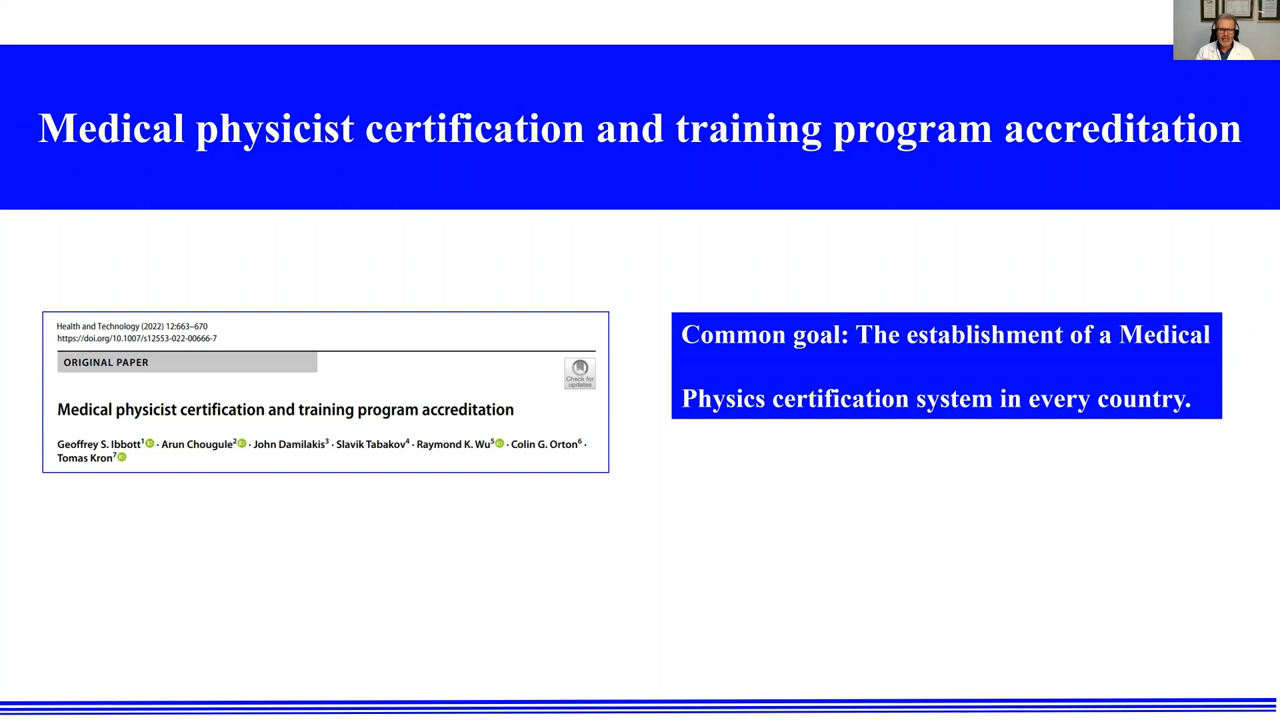 Medical physicist certification and training program accreditation
Health and Technology (2022) 12:663–670
https://doi.org/10.1007/s12553-022-00666-7
ORIGINAL PAPER
Check for
updates
Medical physicist certification and training program accreditation
Geoffrey S. Ibbott1 · Arun Chougule2 · John Damilakis3 · Slavik Tabakov4 · Raymond K. Wu5 · Colin G. Orton6 ·
Tomas Kron7
Common goal: The establishment of a Medical
Physics certification system in every country.